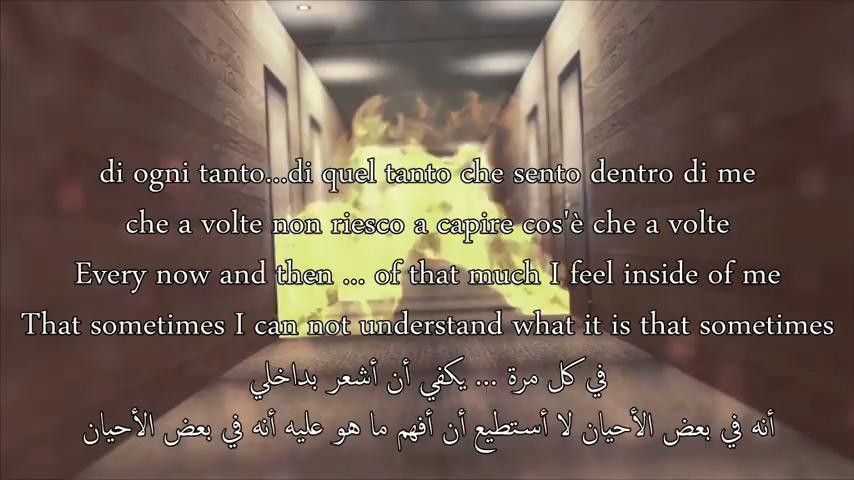 di ogni tanto...di quel tanto che sento dentro di me
che a volte non riesco a capire cos'è che a volte
Every now and then ... of that much I feel inside of me
That sometimes I can not understand what it is that sometimes
في كل مرة ... يكفي أن أشعر بداخلي
أنه في بعض الأحيان لا أستطيع أن أفهم ما هو عليه أنه في بعض الأحيان